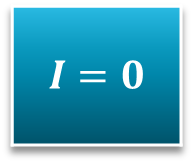 I = 0